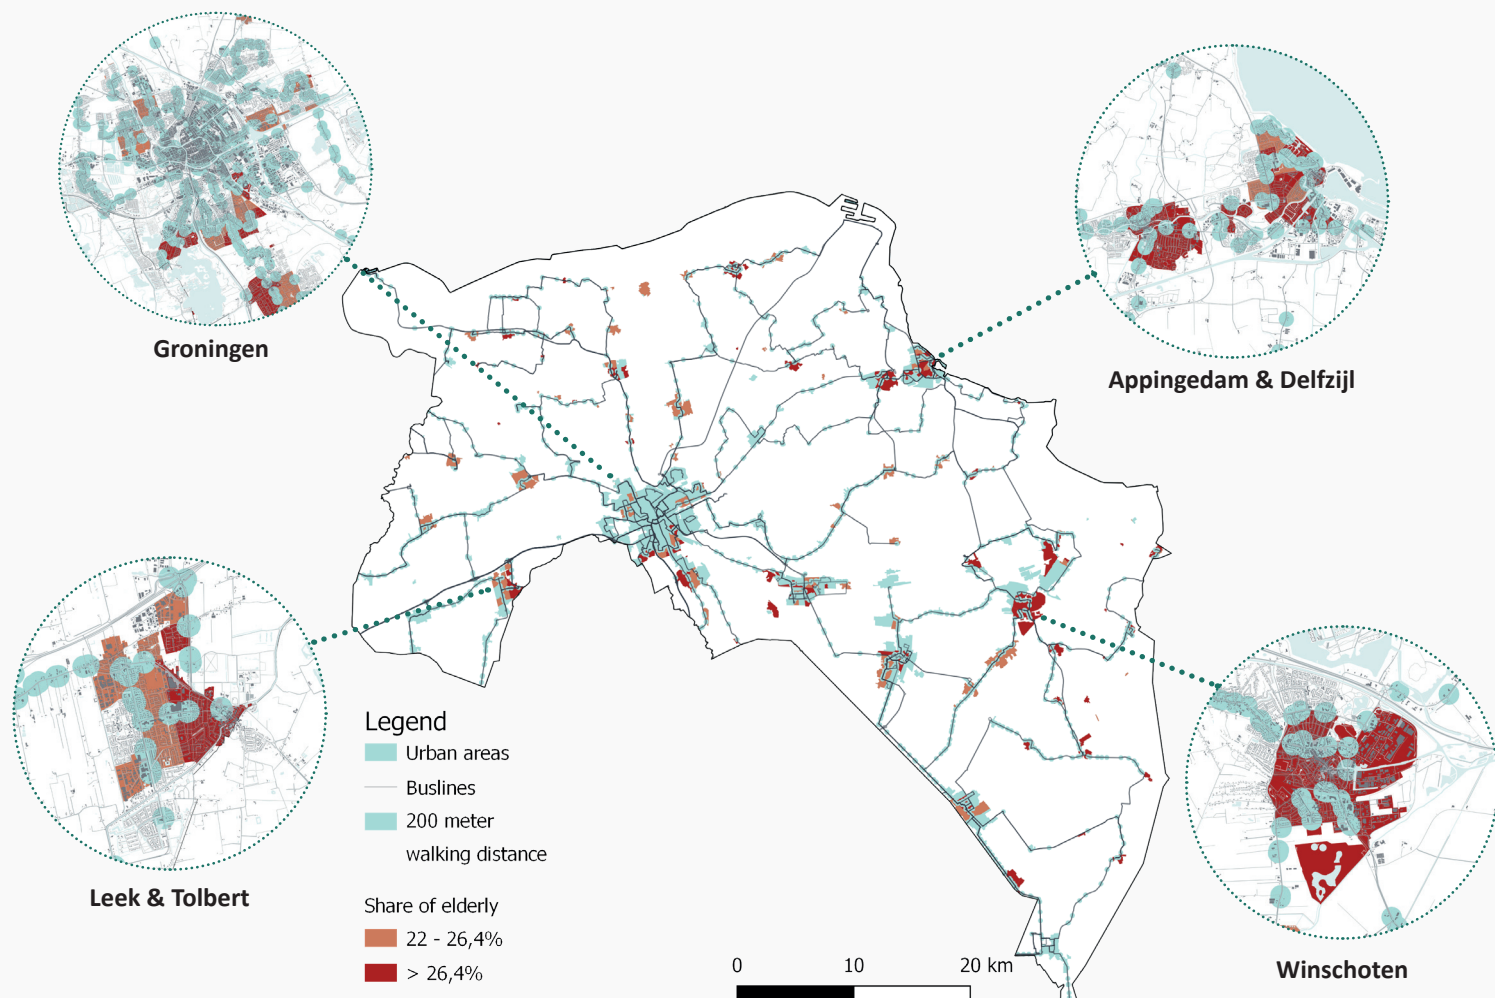 Groningen
Appingedam & Delfzijl
Leek & Tolbert
Legend
Urban areas
Buslines
200 meter
walking distance
Share of elderly
22 - 26,4%
> 26,4%
0 10 20 km
Winschoten